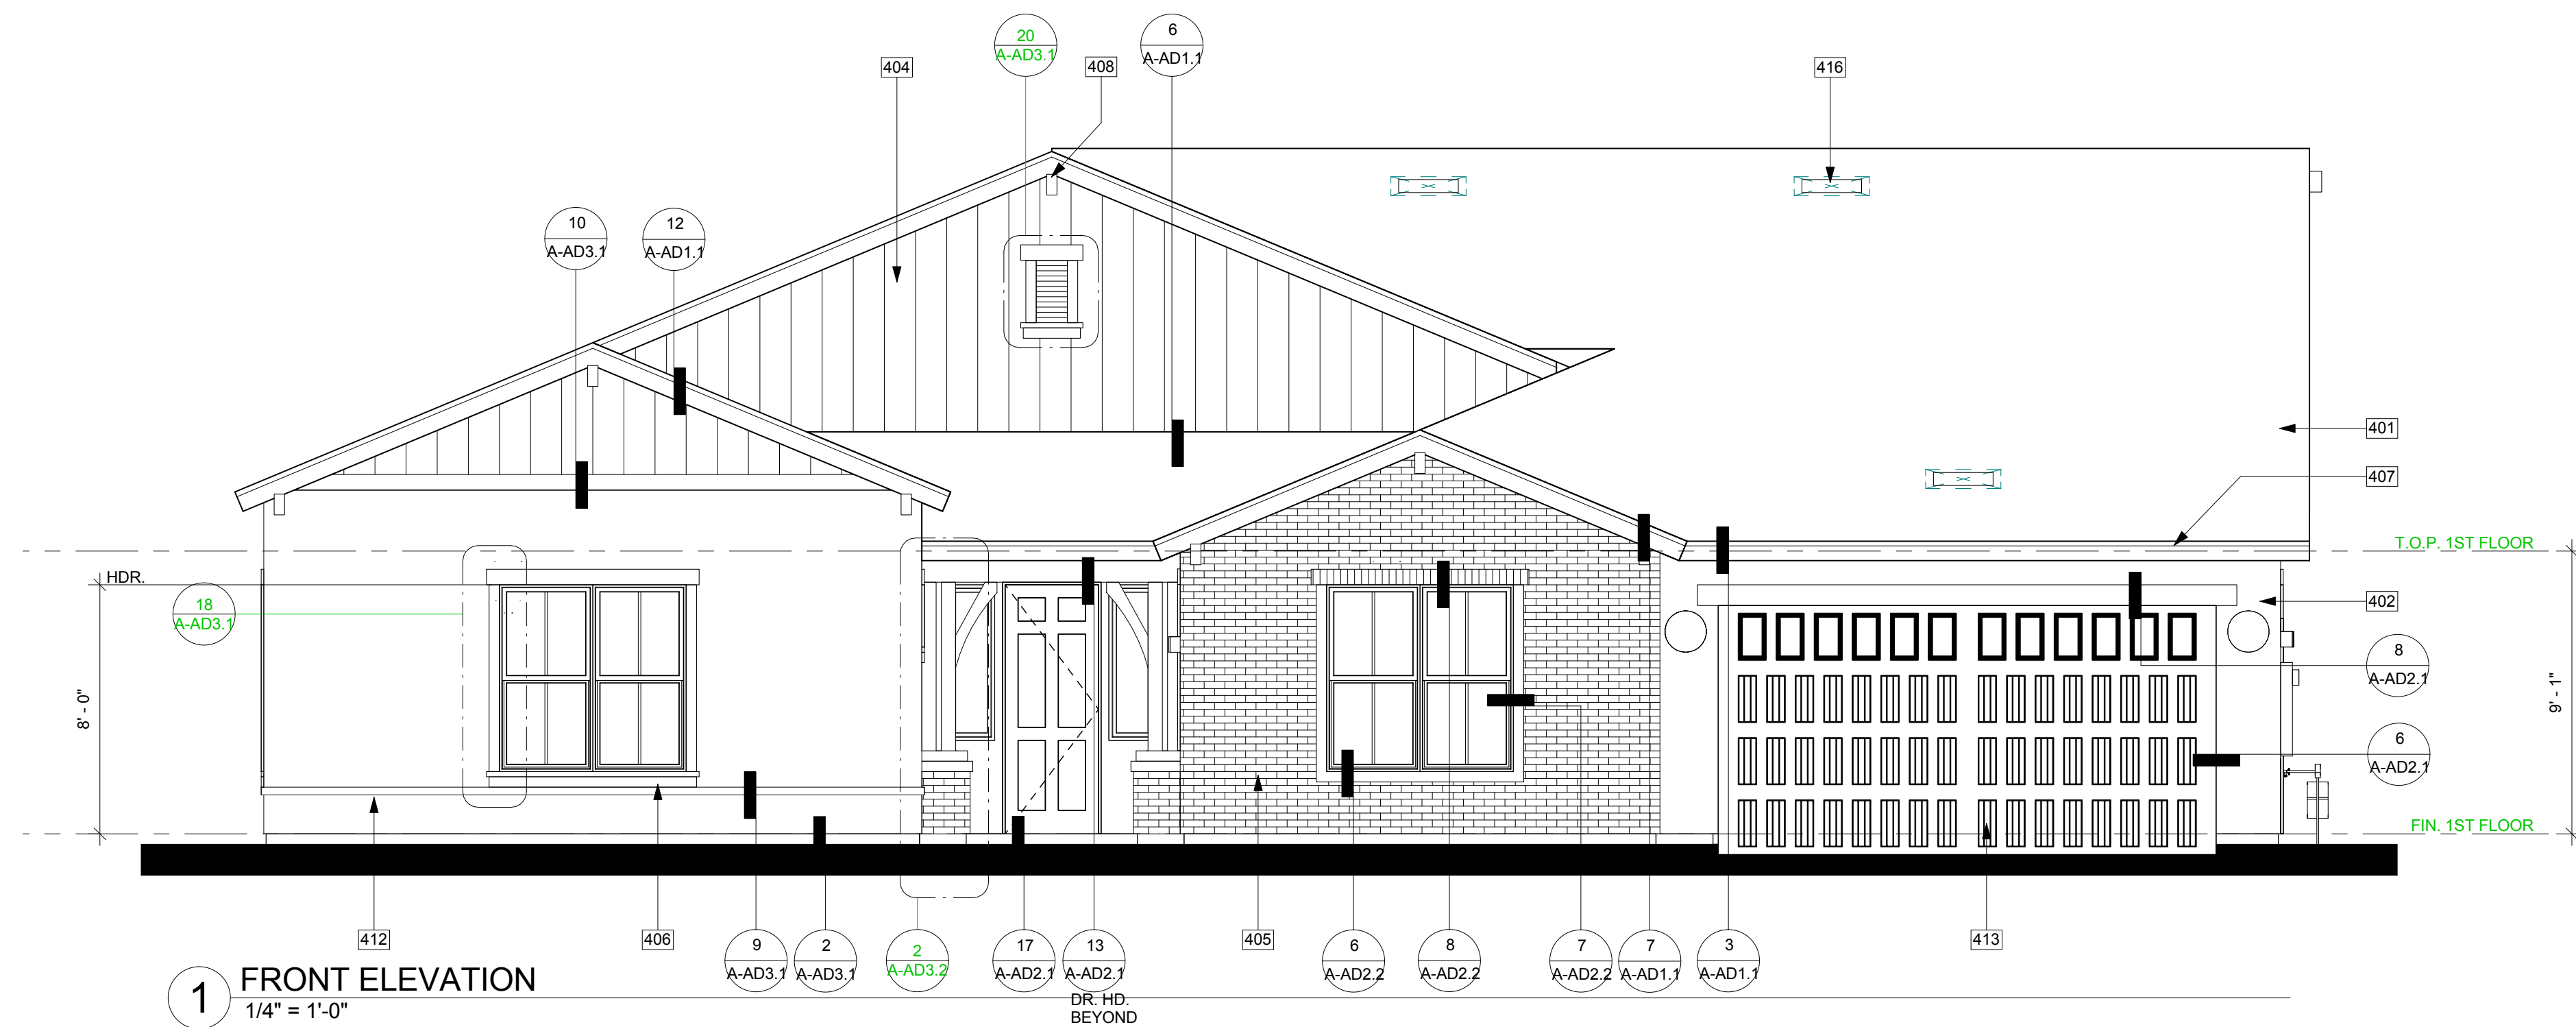 20
A-AD3.1
6
A-AD1.1
404
408
416
10
A-AD3.1
12
A-AD1.1
401
407
T.O.P. 1ST FLOOR
HDR.
18
A-AD3.1
402
8
A-AD2.1
8' - 0"
9' - 1"
6
A-AD2.1
FIN. 1ST FLOOR
412
406
9
A-AD3.1
2
A-AD3.1
2
A-AD3.2
17
A-AD2.1
13
A-AD2.1
DR. HD.
BEYOND
405
6
A-AD2.2
8
A-AD2.2
7
A-AD2.2
7
A-AD1.1
3
A-AD1.1
413
1
FRONT ELEVATION
1/4" = 1'-0"